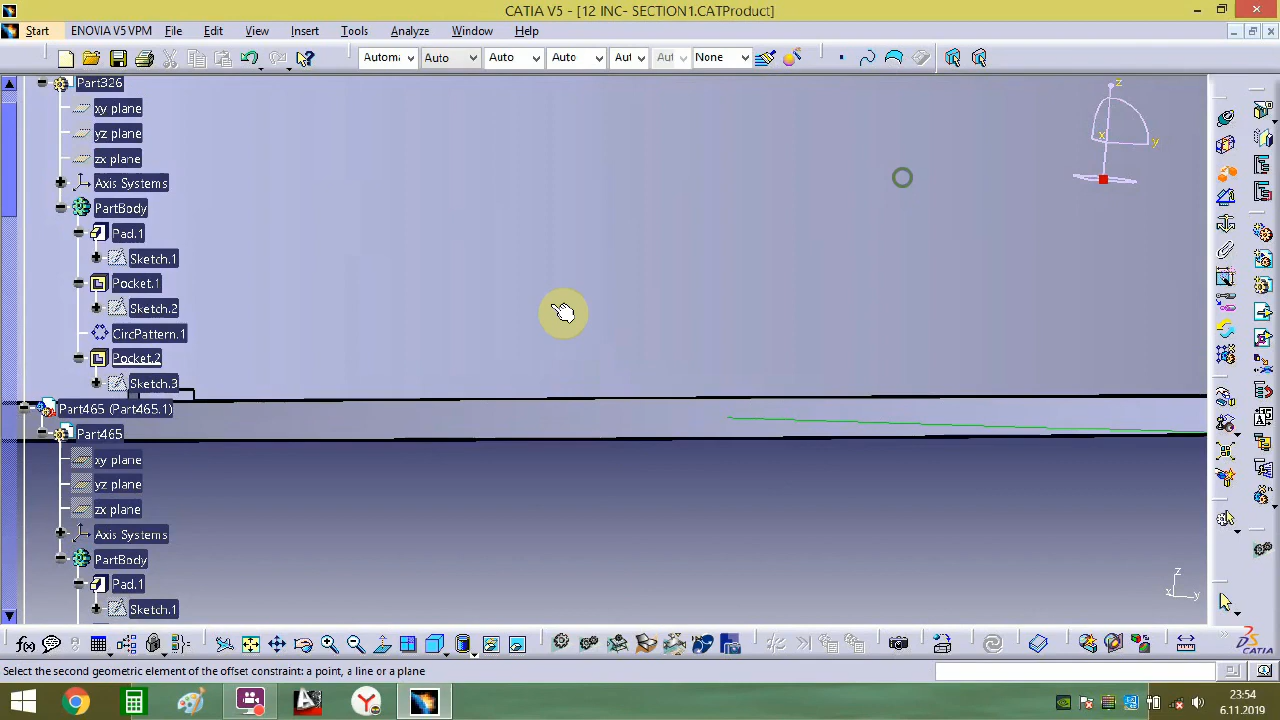 CATIA V5 - [12 INC- SECTION1.CATProduct]
Start ENOVIA V5 VPM File Edit View Insert Tools Analyze Window Help
Automa Auto Auto Auto Aut Aut None
Part326
xy plane
yz plane
zx plane
Axis Systems
PartBody
Pad.1
Sketch.1
Pocket.1
Sketch.2
CircPattern.1
Pocket.2
Sketch.3
Part465 (Part465.1)
Part465
xy plane
yz plane
zx plane
Axis Systems
PartBody
Pad.1
Sketch.1
z
x
y
z
x
y
f(x)
CATIA
Select the second geometric element of the offset constraint: a point, a line or a plane
23:54
6.11.2019